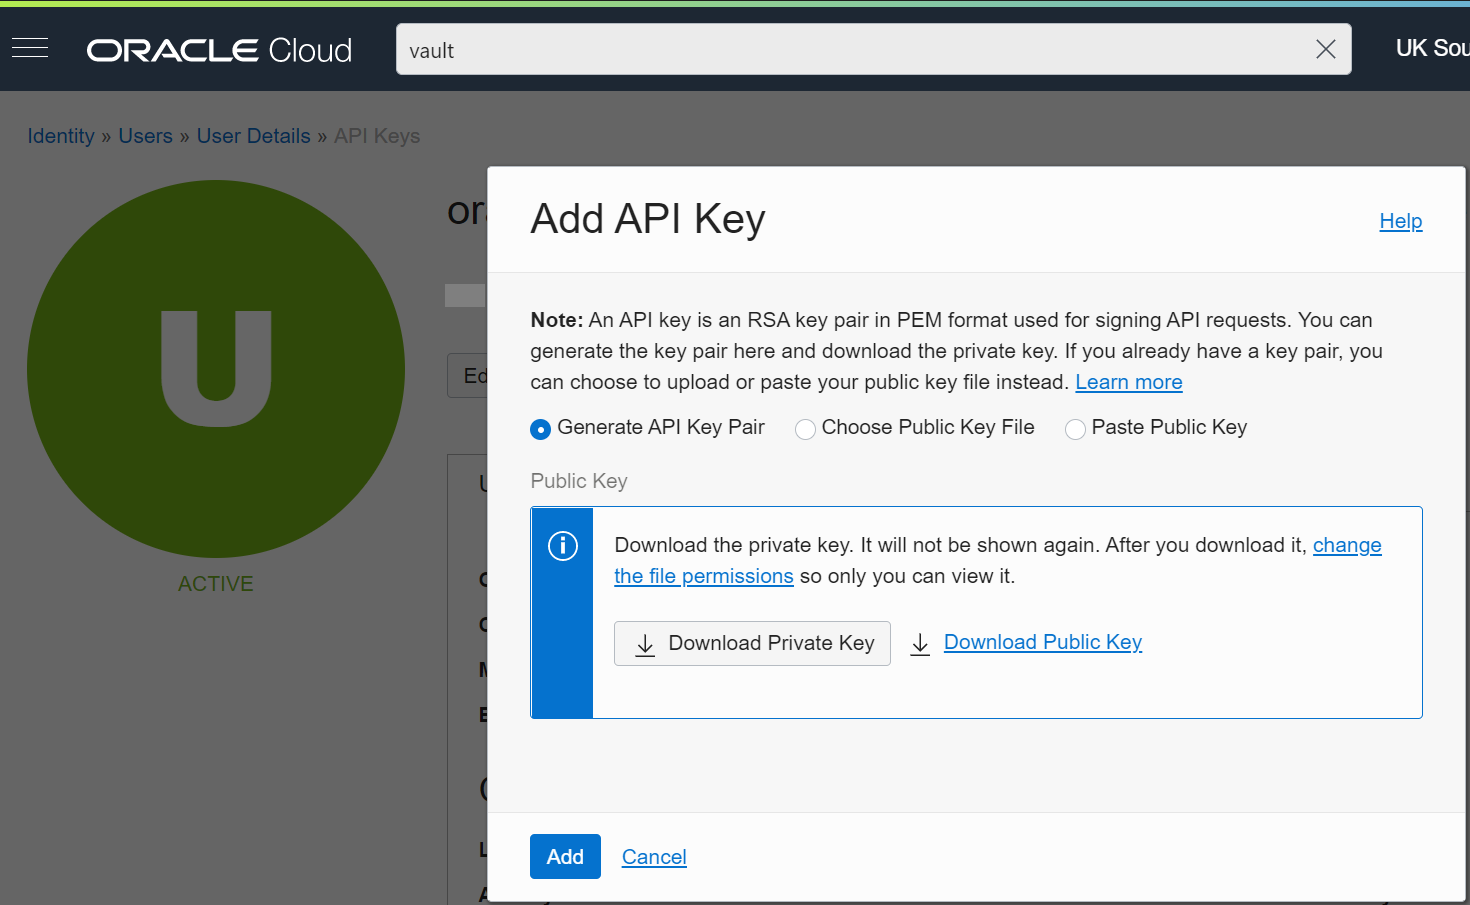 ORACLE Cloud
vault
UK Sou
Identity » Users » User Details » API Keys
U
ACTIVE
or
Ed
Add API Key
Help
Note: An API key is an RSA key pair in PEM format used for signing API requests. You can
generate the key pair here and download the private key. If you already have a key pair, you
can choose to upload or paste your public key file instead. Learn more
Generate API Key Pair
Choose Public Key File
Paste Public Key
Public Key
Download the private key. It will not be shown again. After you download it, change
the file permissions so only you can view it.
Download Private Key
Download Public Key
Add
Cancel